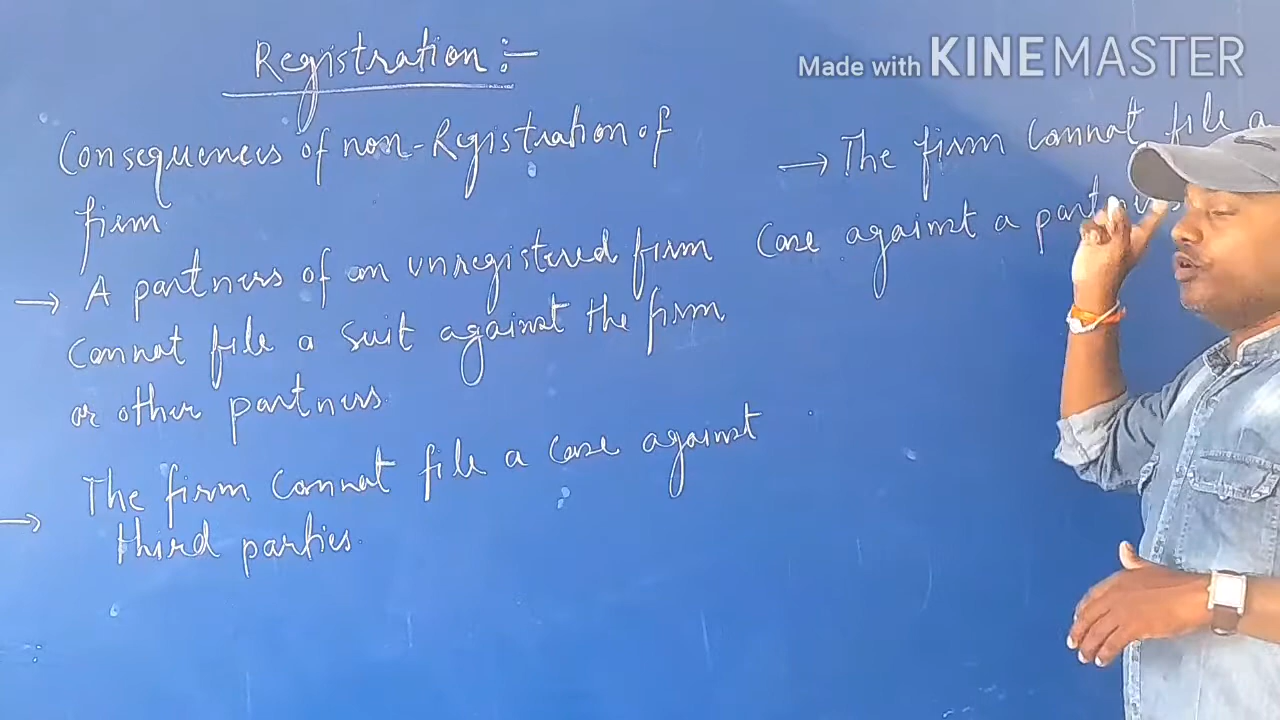 Registration :-
Consequences of non-Registration of
firm
→ A partners of an unregistered firm
cannot file a suit against the firm
or other partners.
→ The firm cannot file a case against
third parties.
Made with KINEMASTER
→ The firm cannot file a
case against a partners